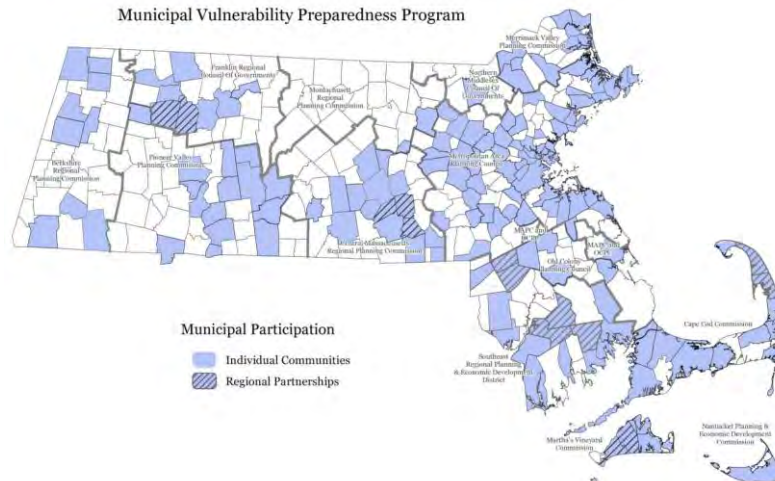 Municipal Vulnerability Preparedness Program
Merrimack Valley
Planning Commission
Franklin Regional
Council Of Governments
Northern
Middlesex
Council Of
Governments
Montachusett
Regional
Planning Commission
Metropolitan Area
Planning Council
Pioneer Valley
Planning Commission
Berkshire
Regional
Planning Commission
Central Massachusetts
Regional Planning Commission
MAPC and
OCPC
MAPC and
OCPC
Old Colony
Planning Council
Cape Cod Commission
Municipal Participation
Individual Communities
Regional Partnerships
Southeast
Regional Planning
& Economic Development
District
Martha's Vineyard
Commission
Nantucket Planning &
Economic Development
Commission